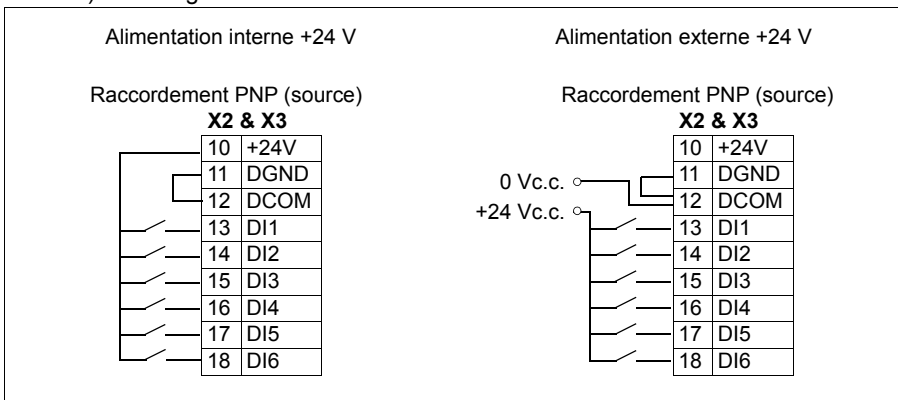 Alimentation interne +24 V
Raccordement PNP (source)
X2 & X3
10 +24V
11 DGND
12 DCOM
13 DI1
14 DI2
15 DI3
16 DI4
17 DI5
18 DI6
Alimentation externe +24 V
Raccordement PNP (source)
X2 & X3
0 Vc.c.
+24 Vc.c.
10 +24V
11 DGND
12 DCOM
13 DI1
14 DI2
15 DI3
16 DI4
17 DI5
18 DI6